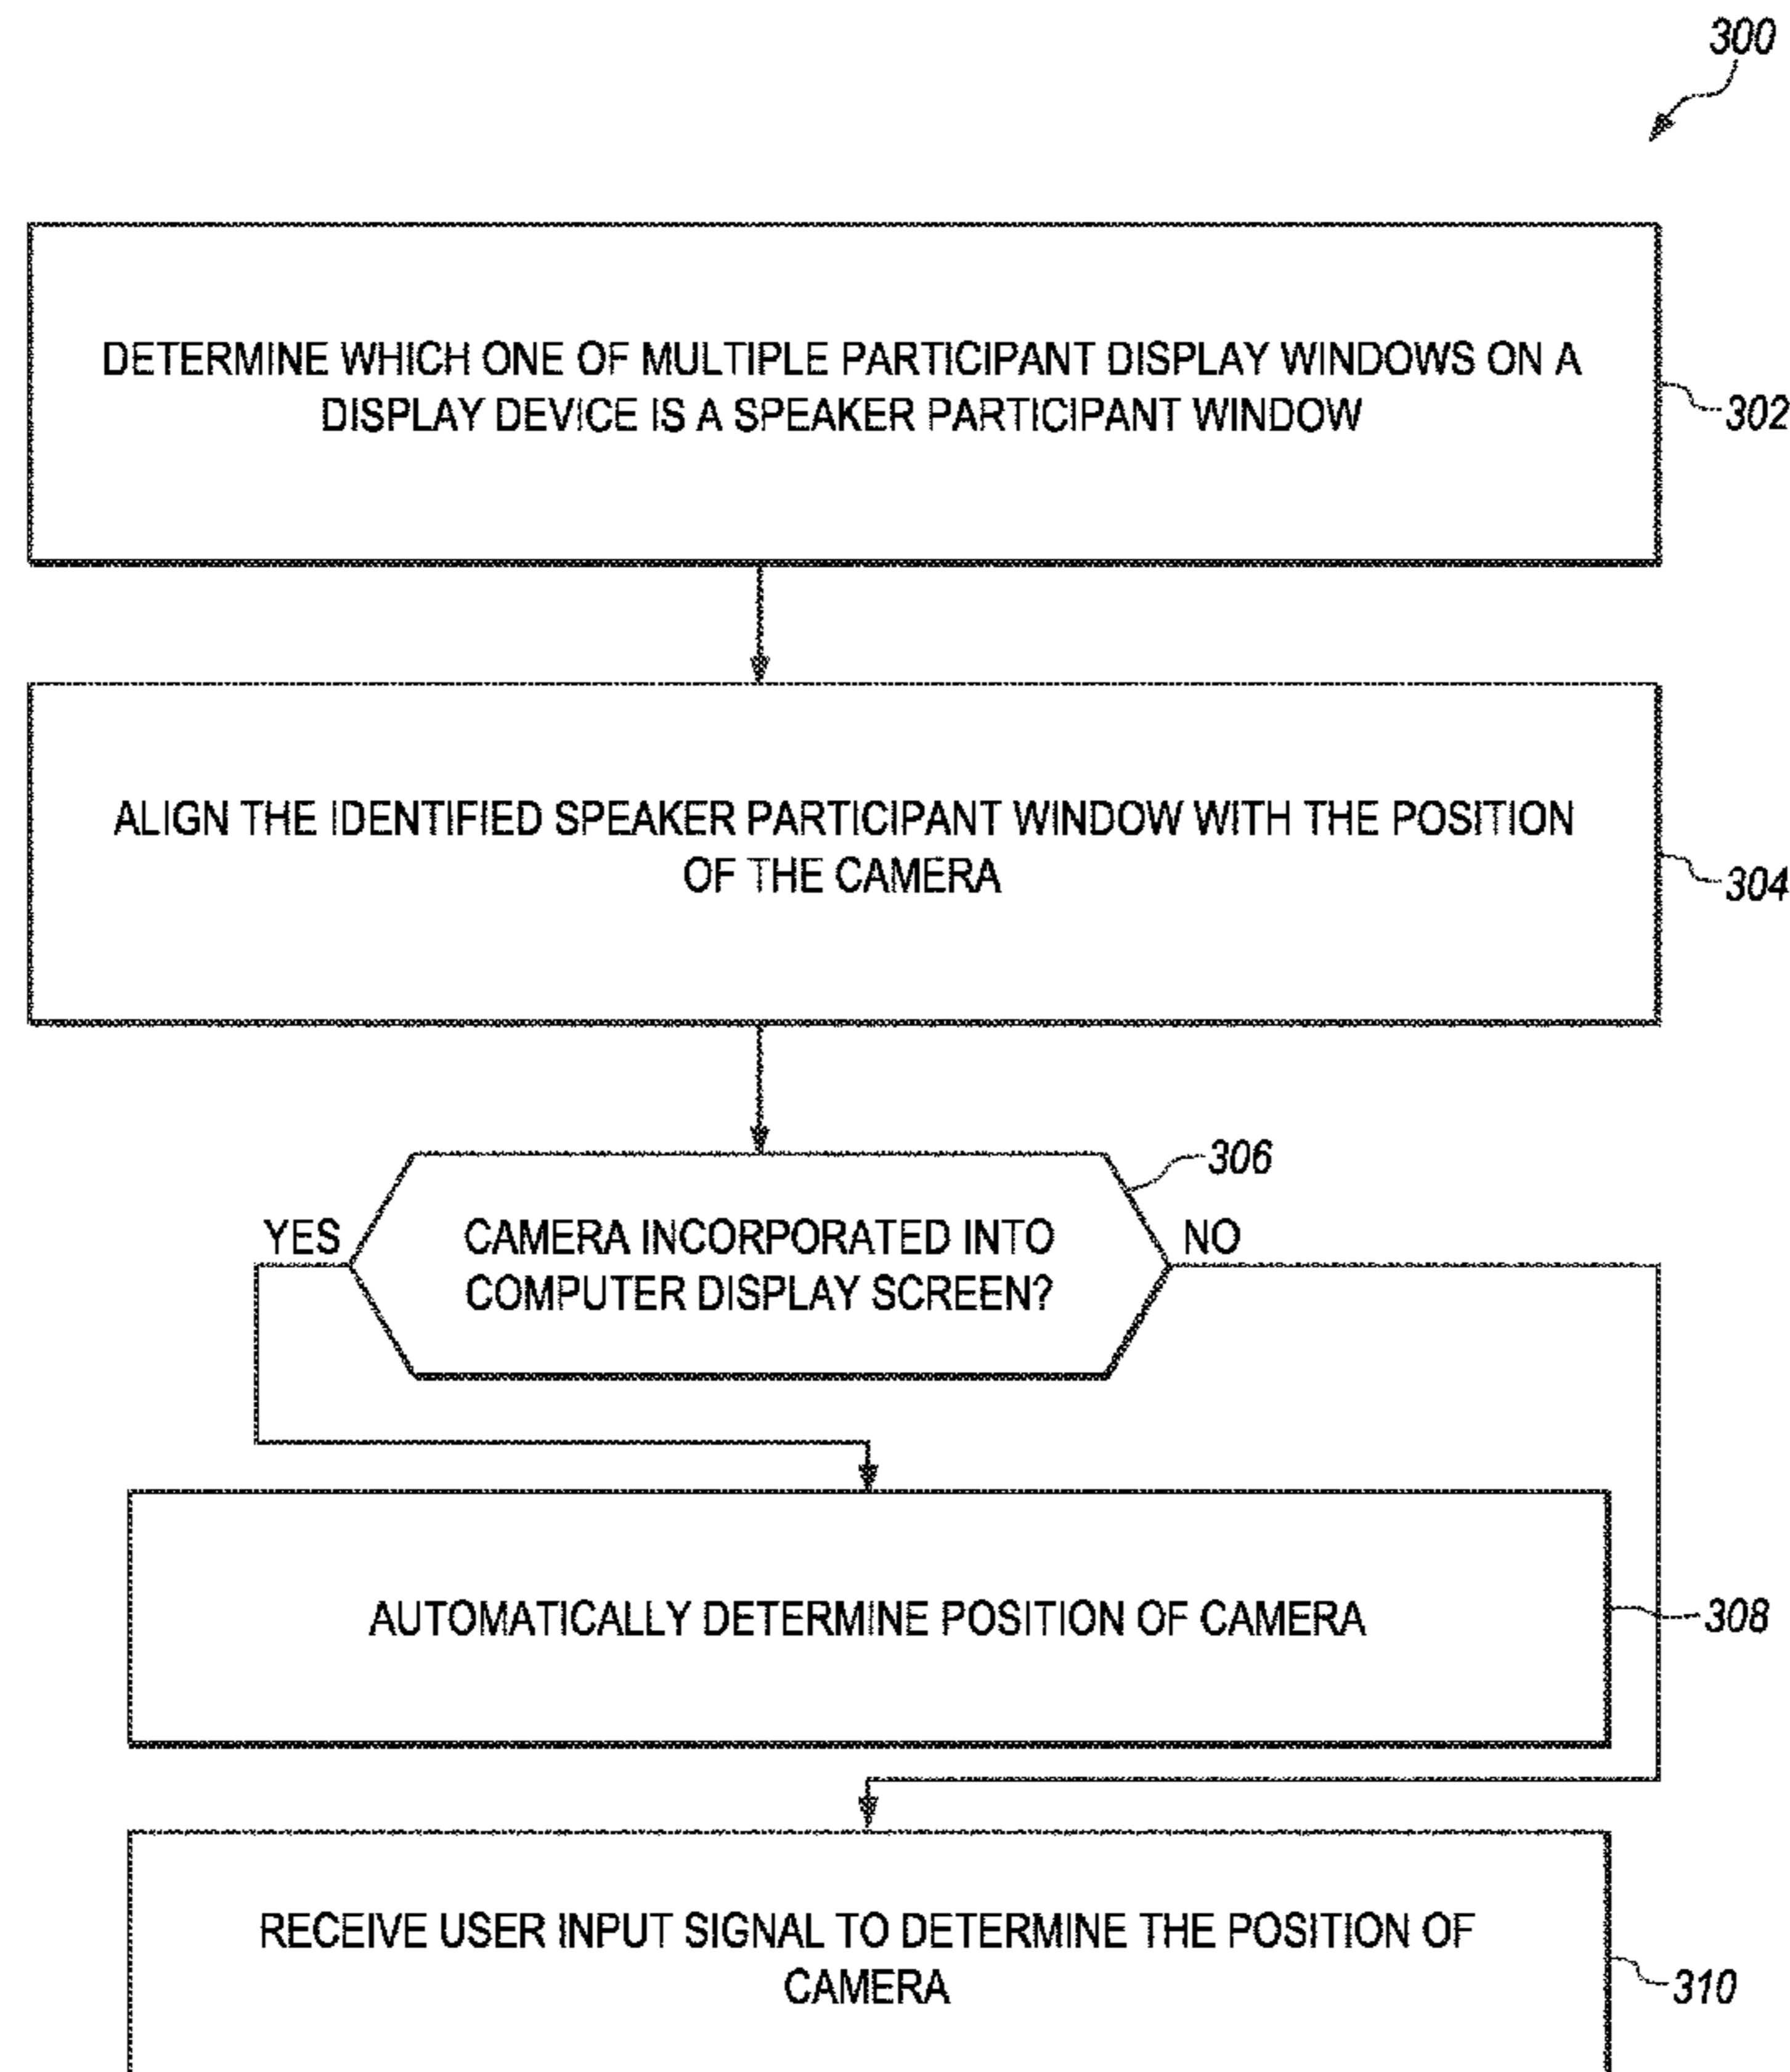 300
DETERMINE WHICH ONE OF MULTIPLE PARTICIPANT DISPLAY WINDOWS ON A
DISPLAY DEVICE IS A SPEAKER PARTICIPANT WINDOW
302
ALIGN THE IDENTIFIED SPEAKER PARTICIPANT WINDOW WITH THE POSITION
OF THE CAMERA
304
306
YES
CAMERA INCORPORATED INTO
COMPUTER DISPLAY SCREEN?
NO
AUTOMATICALLY DETERMINE POSITION OF CAMERA
308
RECEIVE USER INPUT SIGNAL TO DETERMINE THE POSITION OF
CAMERA
310